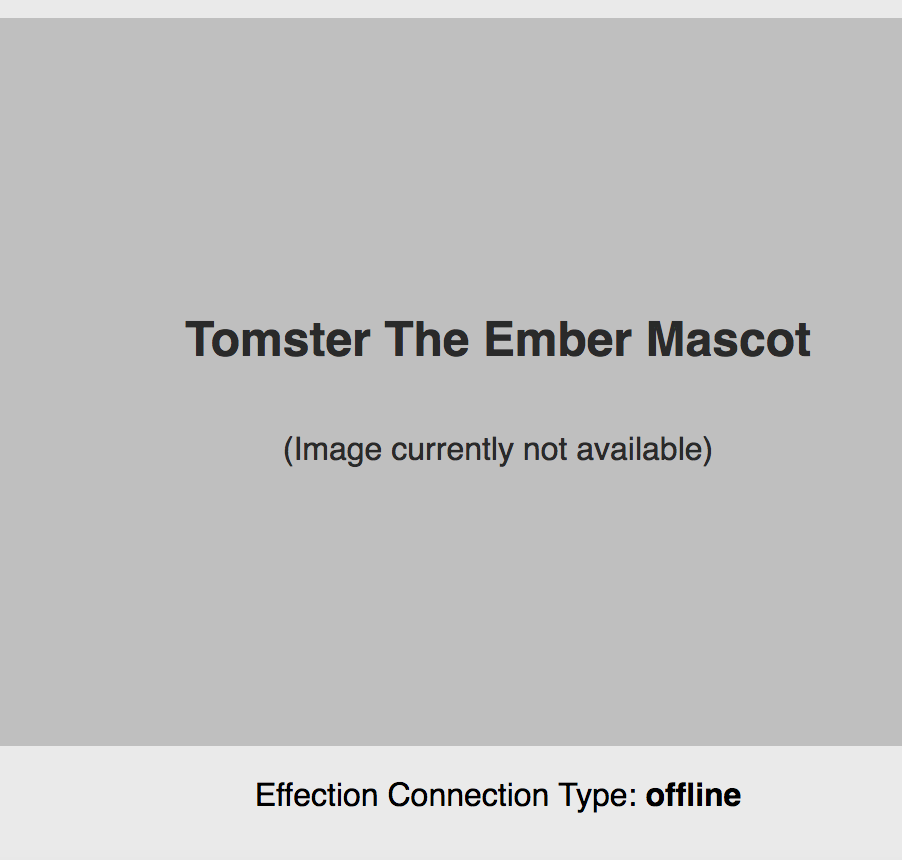 Tomster The Ember Mascot
(Image currently not available)
Effection Connection Type: offline